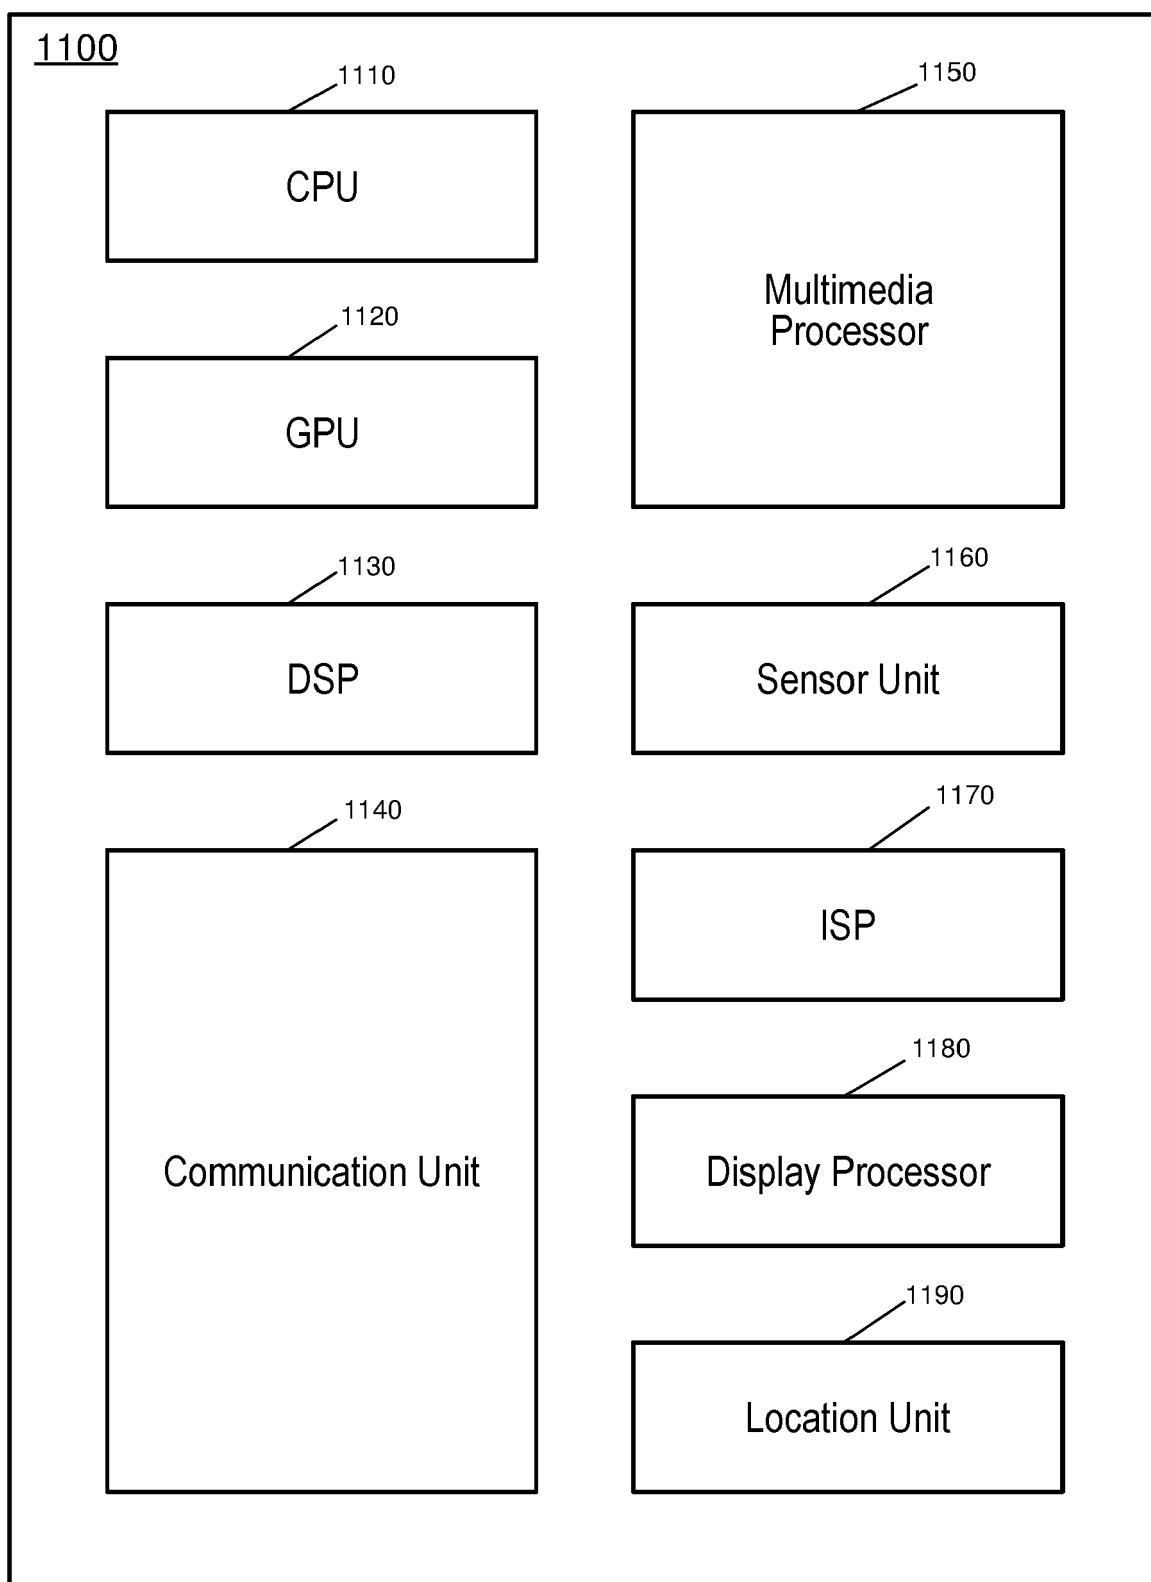 1100
1110
CPU
1120
GPU
1130
DSP
1140
Communication Unit
1150
Multimedia
Processor
1160
Sensor Unit
1170
ISP
1180
Display Processor
1190
Location Unit